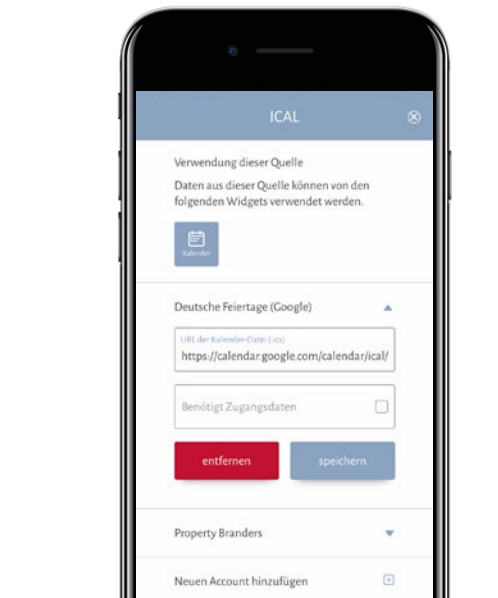 ICAL
Verwendung dieser Quelle
Daten aus dieser Quelle können von den
folgenden Widgets verwendet werden.
Kalender
Deutsche Feiertage (Google)
URL der Kalender-Datei (.ics)
https://calendar.google.com/calendar/ical/
Benötigt Zugangsdaten
entfernen
speichern
Property Branders
Neuen Account hinzufügen